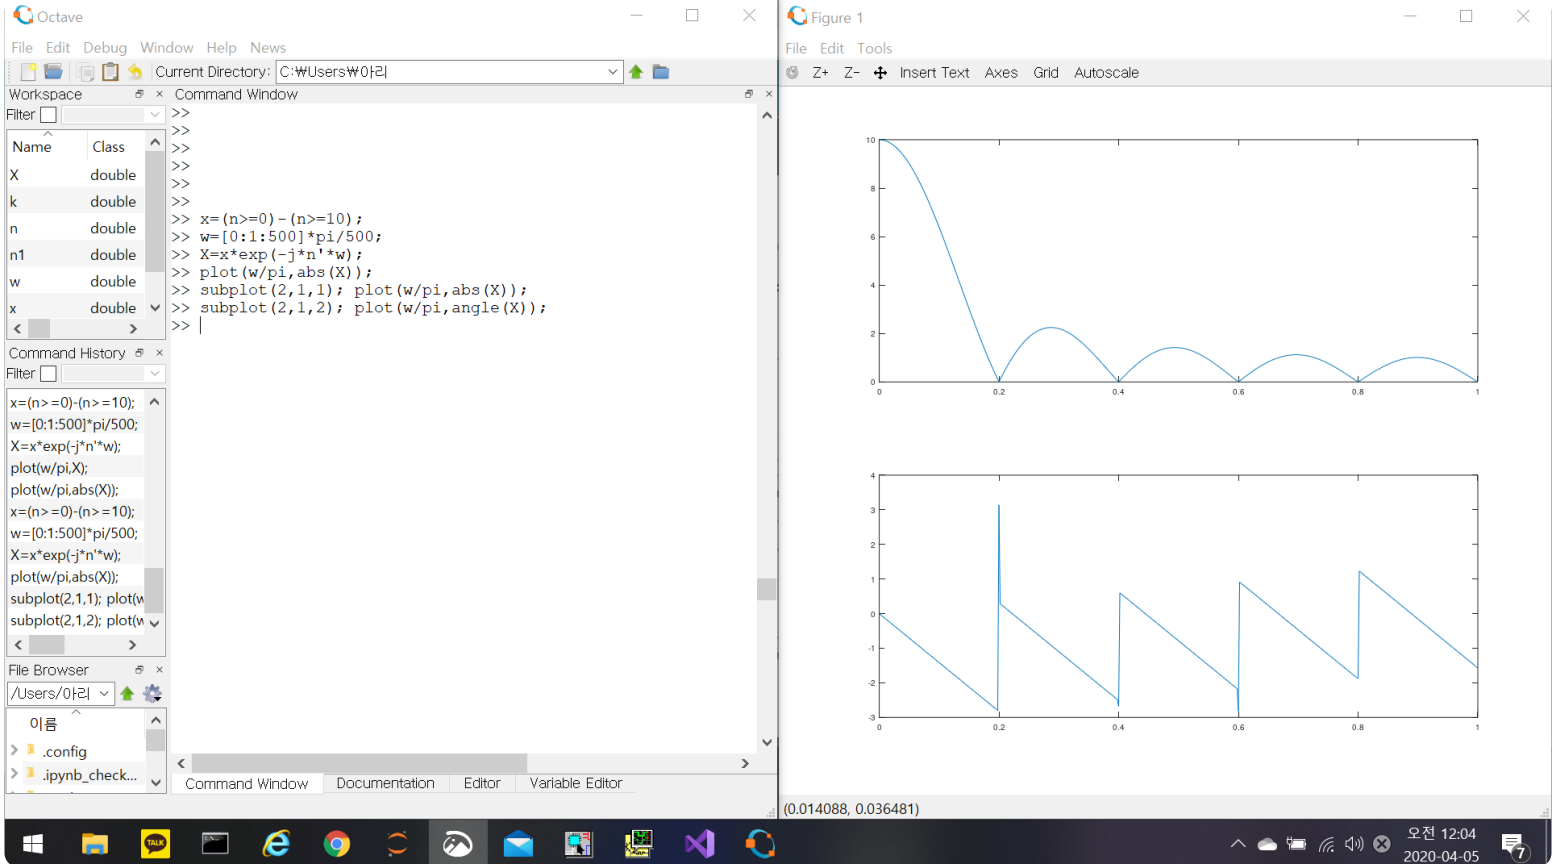 Octave
File Edit Debug Window Help News
Current Directory: C:₩Users₩아리
Workspace
Filter
Name Class
X double
k double
n double
n1 double
w double
x double
Command History
Filter
x=(n>=0)-(n>=10);
w=[0:1:500]*pi/500;
X=x*exp(-j*n'*w);
plot(w/pi,X);
plot(w/pi,abs(X));
x=(n>=0)-(n>=10);
w=[0:1:500]*pi/500;
X=x*exp(-j*n'*w);
plot(w/pi,abs(X));
subplot(2,1,1); plot(w
subplot(2,1,2); plot(w
File Browser
/Users/아리
이름
.config
.ipynb_check...
Command Window
>>
>>
>>
>>
>>
>>
>> x=(n>=0)-(n>=10);
>> w=[0:1:500]*pi/500;
>> X=x*exp(-j*n'*w);
>> plot(w/pi,abs(X));
>> subplot(2,1,1); plot(w/pi,abs(X));
>> subplot(2,1,2); plot(w/pi,angle(X));
>>
Command Window Documentation Editor Variable Editor
Figure 1
File Edit Tools
Z+ Z- Insert Text Axes Grid Autoscale
10
8
6
4
2
0
0 0.2 0.4 0.6 0.8 1
4
3
2
1
0
-1
-2
-3
0 0.2 0.4 0.6 0.8 1
(0.014088, 0.036481)
TALK
오전 12:04
2020-04-05
7